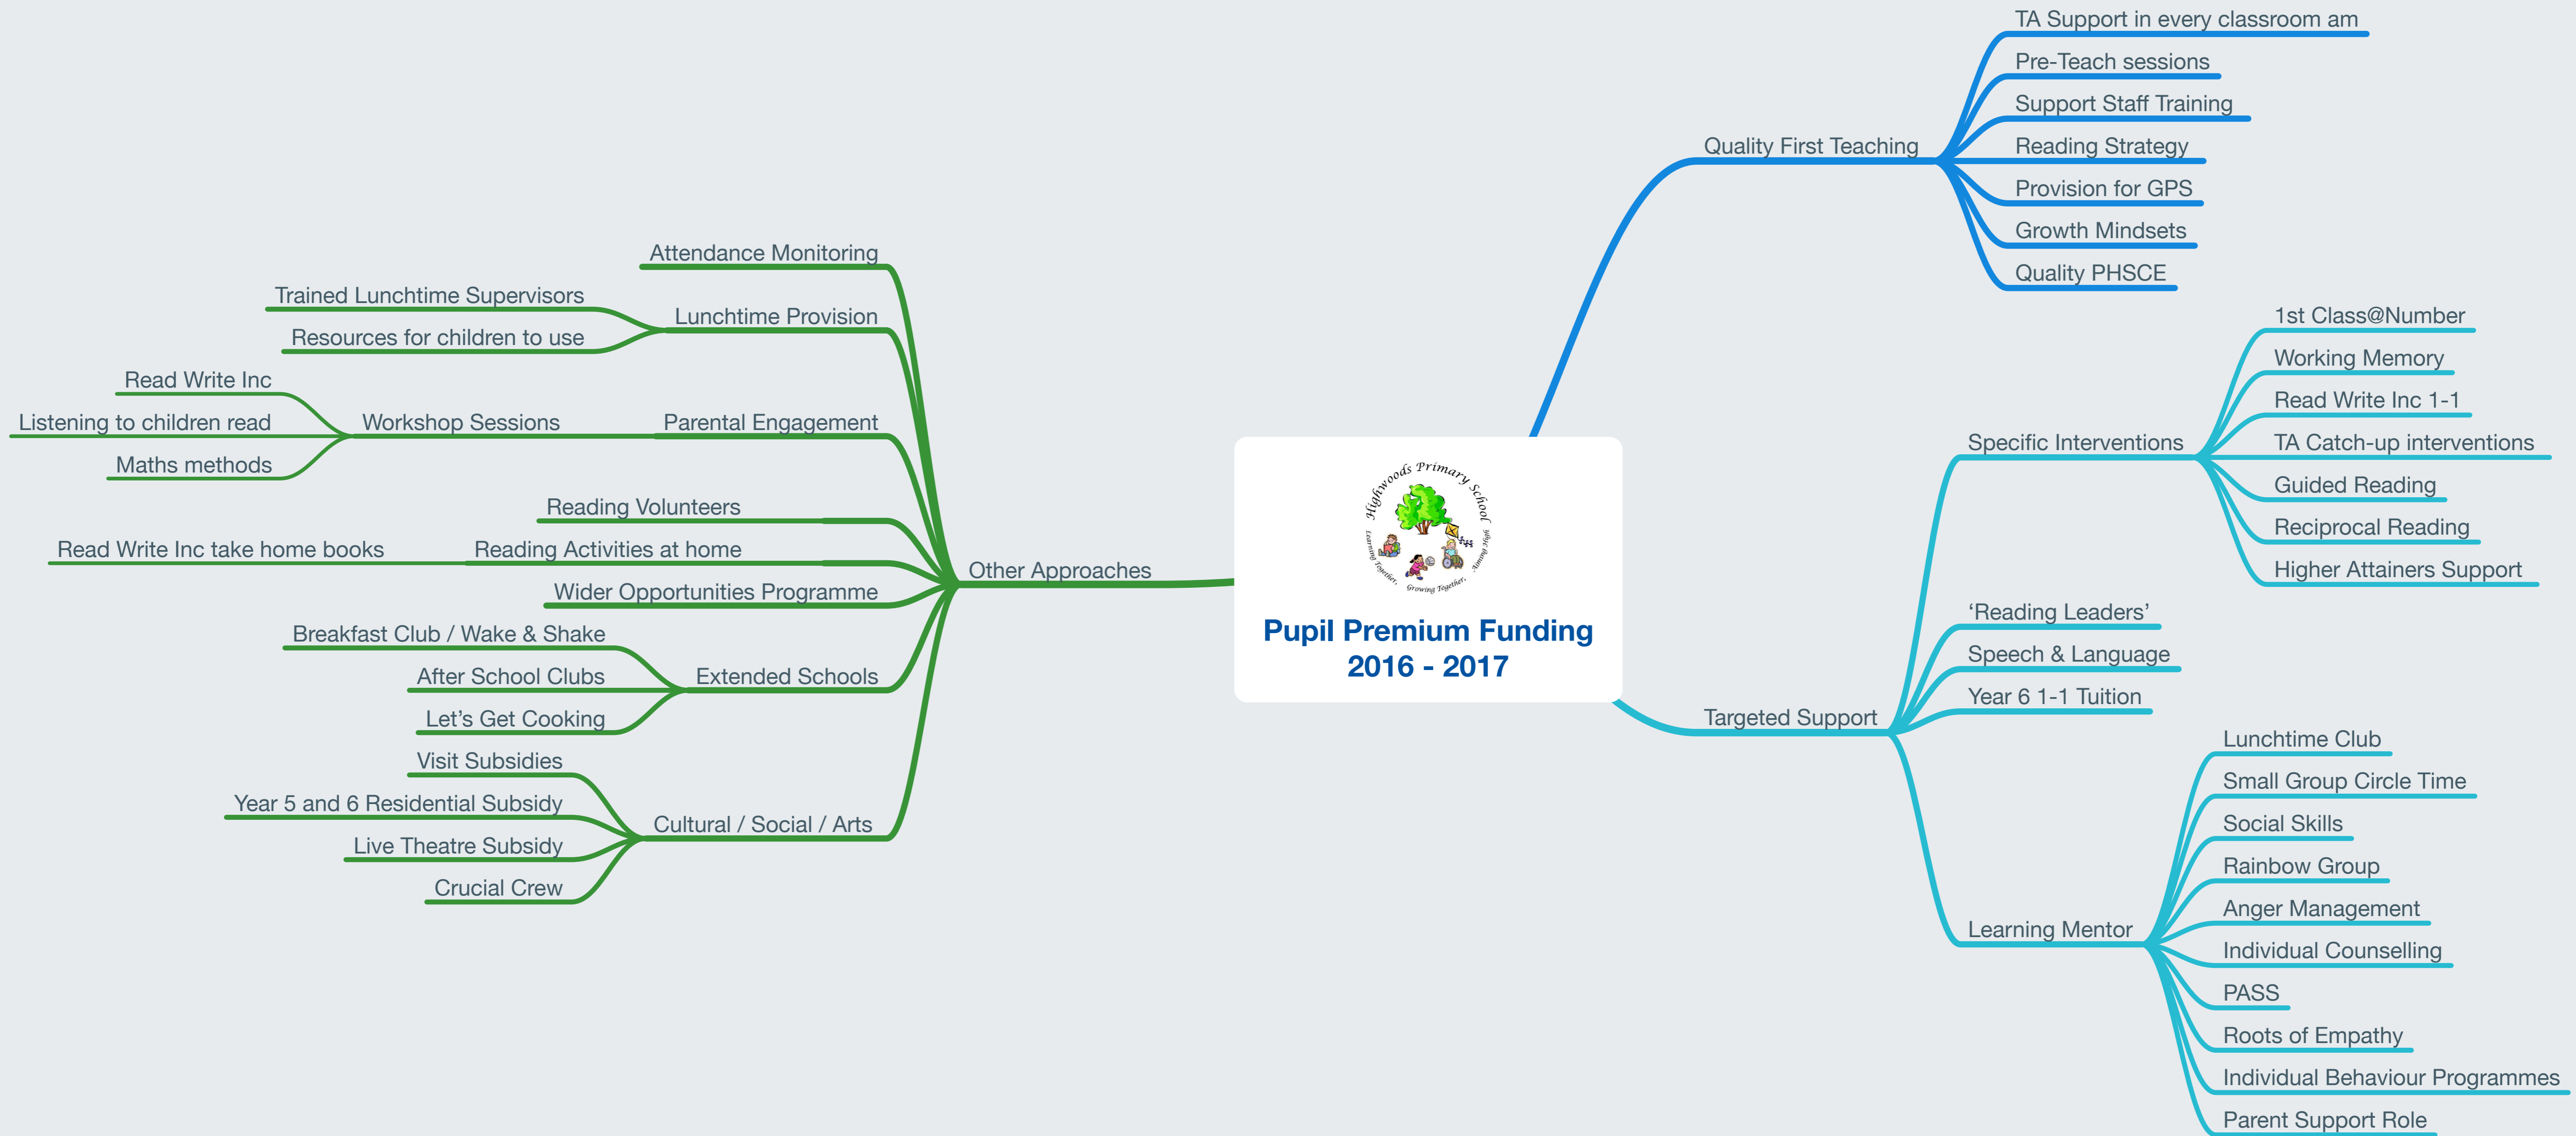 Highwoods Primary School
Learning Together, Growing Together, Aiming High
Pupil Premium Funding
2016 - 2017
Quality First Teaching
TA Support in every classroom am
Pre-Teach sessions
Support Staff Training
Reading Strategy
Provision for GPS
Growth Mindsets
Quality PHSCE
Targeted Support
Specific Interventions
1st Class@Number
Working Memory
Read Write Inc 1-1
TA Catch-up interventions
Guided Reading
Reciprocal Reading
Higher Attainers Support
‘Reading Leaders’
Speech & Language
Year 6 1-1 Tuition
Learning Mentor
Lunchtime Club
Small Group Circle Time
Social Skills
Rainbow Group
Anger Management
Individual Counselling
PASS
Roots of Empathy
Individual Behaviour Programmes
Parent Support Role
Other Approaches
Attendance Monitoring
Lunchtime Provision
Trained Lunchtime Supervisors
Resources for children to use
Parental Engagement
Workshop Sessions
Read Write Inc
Listening to children read
Maths methods
Reading Volunteers
Reading Activities at home
Read Write Inc take home books
Wider Opportunities Programme
Extended Schools
Breakfast Club / Wake & Shake
After School Clubs
Let’s Get Cooking
Cultural / Social / Arts
Visit Subsidies
Year 5 and 6 Residential Subsidy
Live Theatre Subsidy
Crucial Crew